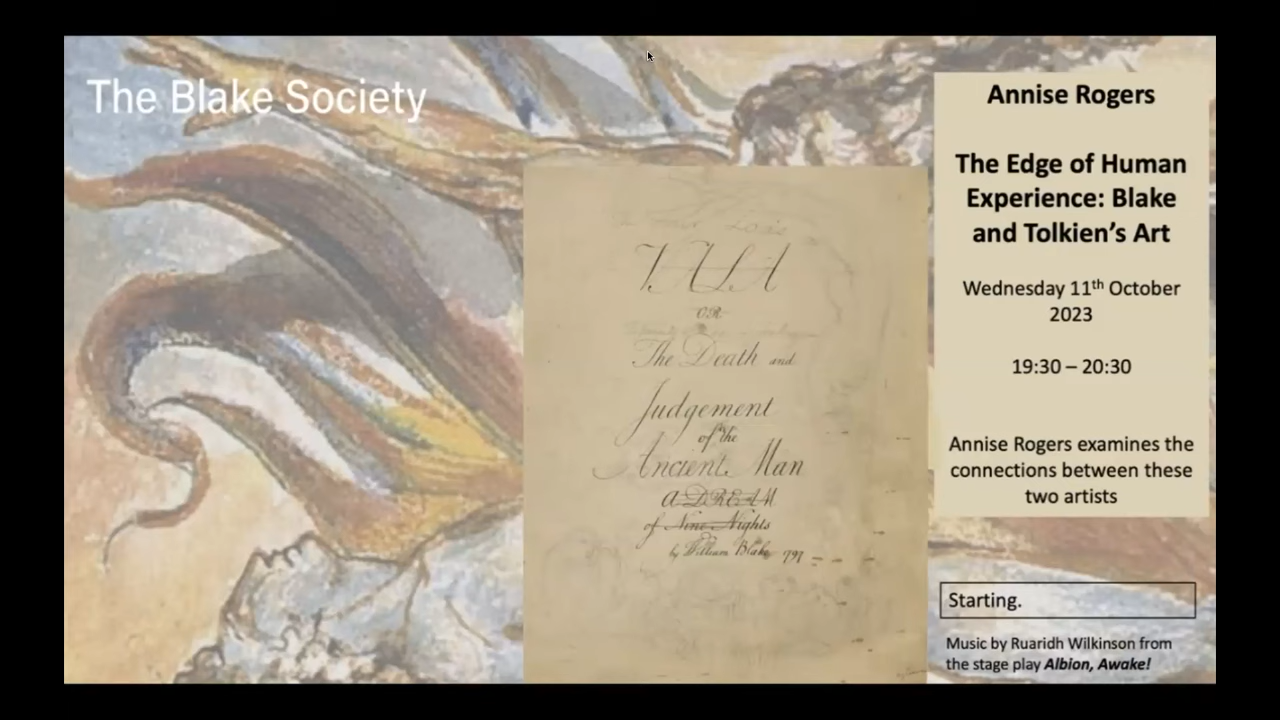 The Blake Society
VALA
OR
The Death and
Judgement
of the
Ancient Man
a DREAM
of Nine Nights
by William Blake 1797
Annise Rogers
The Edge of Human
Experience: Blake
and Tolkien's Art
Wednesday 11th October
2023
19:30 – 20:30
Annise Rogers examines the
connections between these
two artists
Starting.
Music by Ruaridh Wilkinson from
the stage play Albion, Awake!